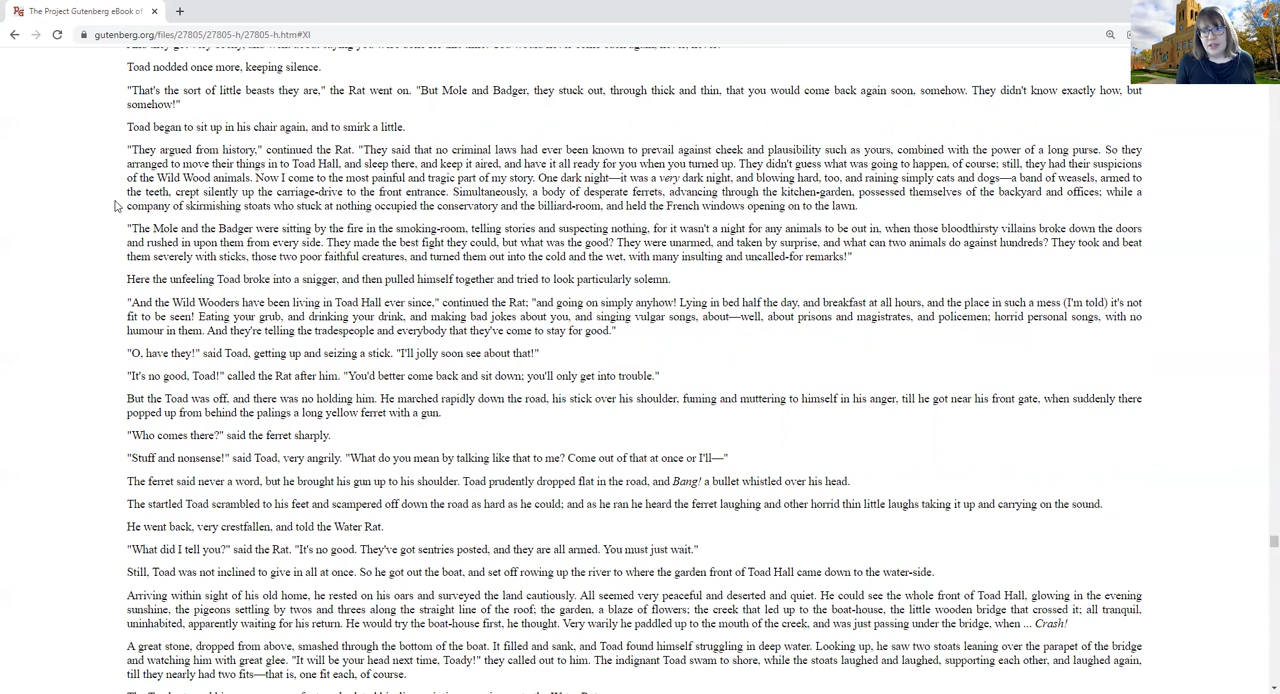 The Project Gutenberg eBook of
gutenberg.org/files/27805/27805-h/27805-h.htm#XI
Toad nodded once more, keeping silence.
"That's the sort of little beasts they are," the Rat went on. "But Mole and Badger, they stuck out, through thick and thin, that you would come back again soon, somehow. They didn't know exactly how, but
somehow!"
Toad began to sit up in his chair again, and to smirk a little.
"They argued from history," continued the Rat. "They said that no criminal laws had ever been known to prevail against cheek and plausibility such as yours, combined with the power of a long purse. So they
arranged to move their things in to Toad Hall, and sleep there, and keep it aired, and have it all ready for you when you turned up. They didn't guess what was going to happen, of course; still, they had their suspicions
of the Wild Wood animals. Now I come to the most painful and tragic part of my story. One dark night—it was a very dark night, and blowing hard, too, and raining simply cats and dogs—a band of weasels, armed to
the teeth, crept silently up the carriage-drive to the front entrance. Simultaneously, a body of desperate ferrets, advancing through the kitchen-garden, possessed themselves of the backyard and offices; while a
company of skirmishing stoats who stuck at nothing occupied the conservatory and the billiard-room, and held the French windows opening on to the lawn.
"The Mole and the Badger were sitting by the fire in the smoking-room, telling stories and suspecting nothing, for it wasn't a night for any animals to be out in, when those bloodthirsty villains broke down the doors
and rushed in upon them from every side. They made the best fight they could, but what was the good? They were unarmed, and taken by surprise, and what can two animals do against hundreds? They took and beat
them severely with sticks, those two poor faithful creatures, and turned them out into the cold and the wet, with many insulting and uncalled-for remarks!"
Here the unfeeling Toad broke into a snigger, and then pulled himself together and tried to look particularly solemn.
"And the Wild Wooders have been living in Toad Hall ever since," continued the Rat; "and going on simply anyhow! Lying in bed half the day, and breakfast at all hours, and the place in such a mess (I'm told) it's not
fit to be seen! Eating your grub, and drinking your drink, and making bad jokes about you, and singing vulgar songs, about—well, about prisons and magistrates, and policemen; horrid personal songs, with no
humour in them. And they're telling the tradespeople and everybody that they've come to stay for good."
"O, have they!" said Toad, getting up and seizing a stick. "I'll jolly soon see about that!"
"It's no good, Toad!" called the Rat after him. "You'd better come back and sit down; you'll only get into trouble."
But the Toad was off, and there was no holding him. He marched rapidly down the road, his stick over his shoulder, fuming and muttering to himself in his anger, till he got near his front gate, when suddenly there
popped up from behind the palings a long yellow ferret with a gun.
"Who comes there?" said the ferret sharply.
"Stuff and nonsense!" said Toad, very angrily. "What do you mean by talking like that to me? Come out of that at once or I'll—"
The ferret said never a word, but he brought his gun up to his shoulder. Toad prudently dropped flat in the road, and Bang! a bullet whistled over his head.
The startled Toad scrambled to his feet and scampered off down the road as hard as he could; and as he ran he heard the ferret laughing and other horrid thin little laughs taking it up and carrying on the sound.
He went back, very crestfallen, and told the Water Rat.
"What did I tell you?" said the Rat. "It's no good. They've got sentries posted, and they are all armed. You must just wait."
Still, Toad was not inclined to give in all at once. So he got out the boat, and set off rowing up the river to where the garden front of Toad Hall came down to the water-side.
Arriving within sight of his old home, he rested on his oars and surveyed the land cautiously. All seemed very peaceful and deserted and quiet. He could see the whole front of Toad Hall, glowing in the evening
sunshine, the pigeons settling by twos and threes along the straight line of the roof; the garden, a blaze of flowers; the creek that led up to the boat-house, the little wooden bridge that crossed it; all tranquil,
uninhabited, apparently waiting for his return. He would try the boat-house first, he thought. Very warily he paddled up to the mouth of the creek, and was just passing under the bridge, when ... Crash!
A great stone, dropped from above, smashed through the bottom of the boat. It filled and sank, and Toad found himself struggling in deep water. Looking up, he saw two stoats leaning over the parapet of the bridge
and watching him with great glee. "It will be your head next time, Toady!" they called out to him. The indignant Toad swam to shore, while the stoats laughed and laughed, supporting each other, and laughed again,
till they nearly had two fits—that is, one fit each, of course.